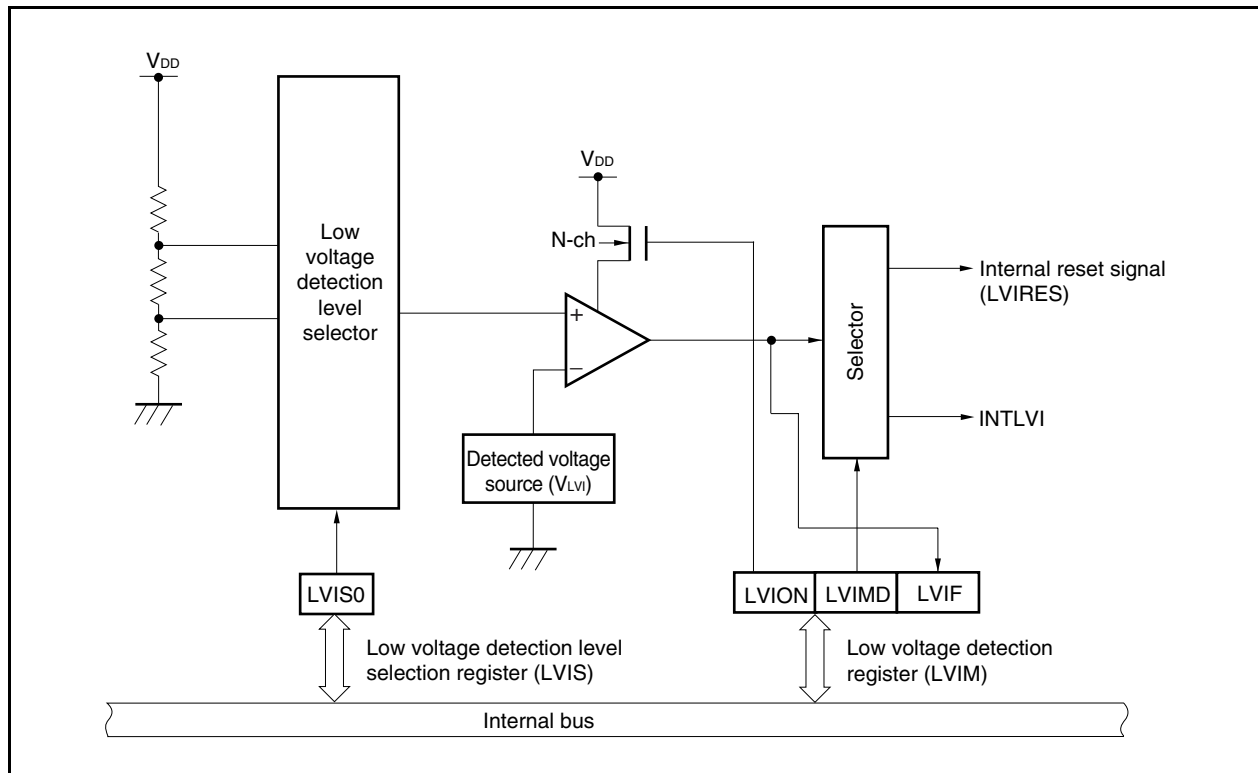 VDD
Low
voltage
detection
level
selector
VDD
N-ch
+
−
Detected voltage
source (VLVI)
Selector
Internal reset signal
(LVIRES)
INTLVI
LVIS0
LVION
LVIMD
LVIF
Low voltage detection level
selection register (LVIS)
Low voltage detection
register (LVIM)
Internal bus